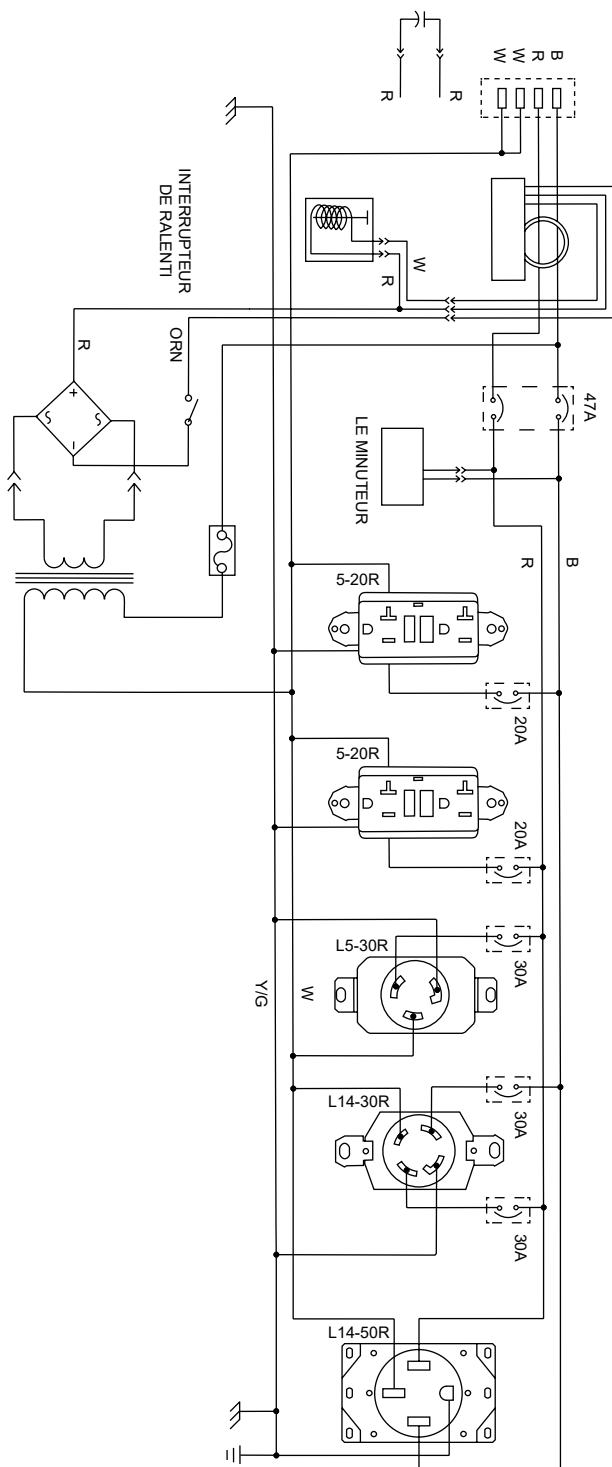 B
R
W
W
R
R
INTERRUPTEUR
DE RALENTI
W
R
R
ORN
47A
LE MINUTEUR
B
R
5-20R
20A
5-20R
20A
L5-30R
30A
W
Y/G
L14-30R
30A
30A
L14-50R